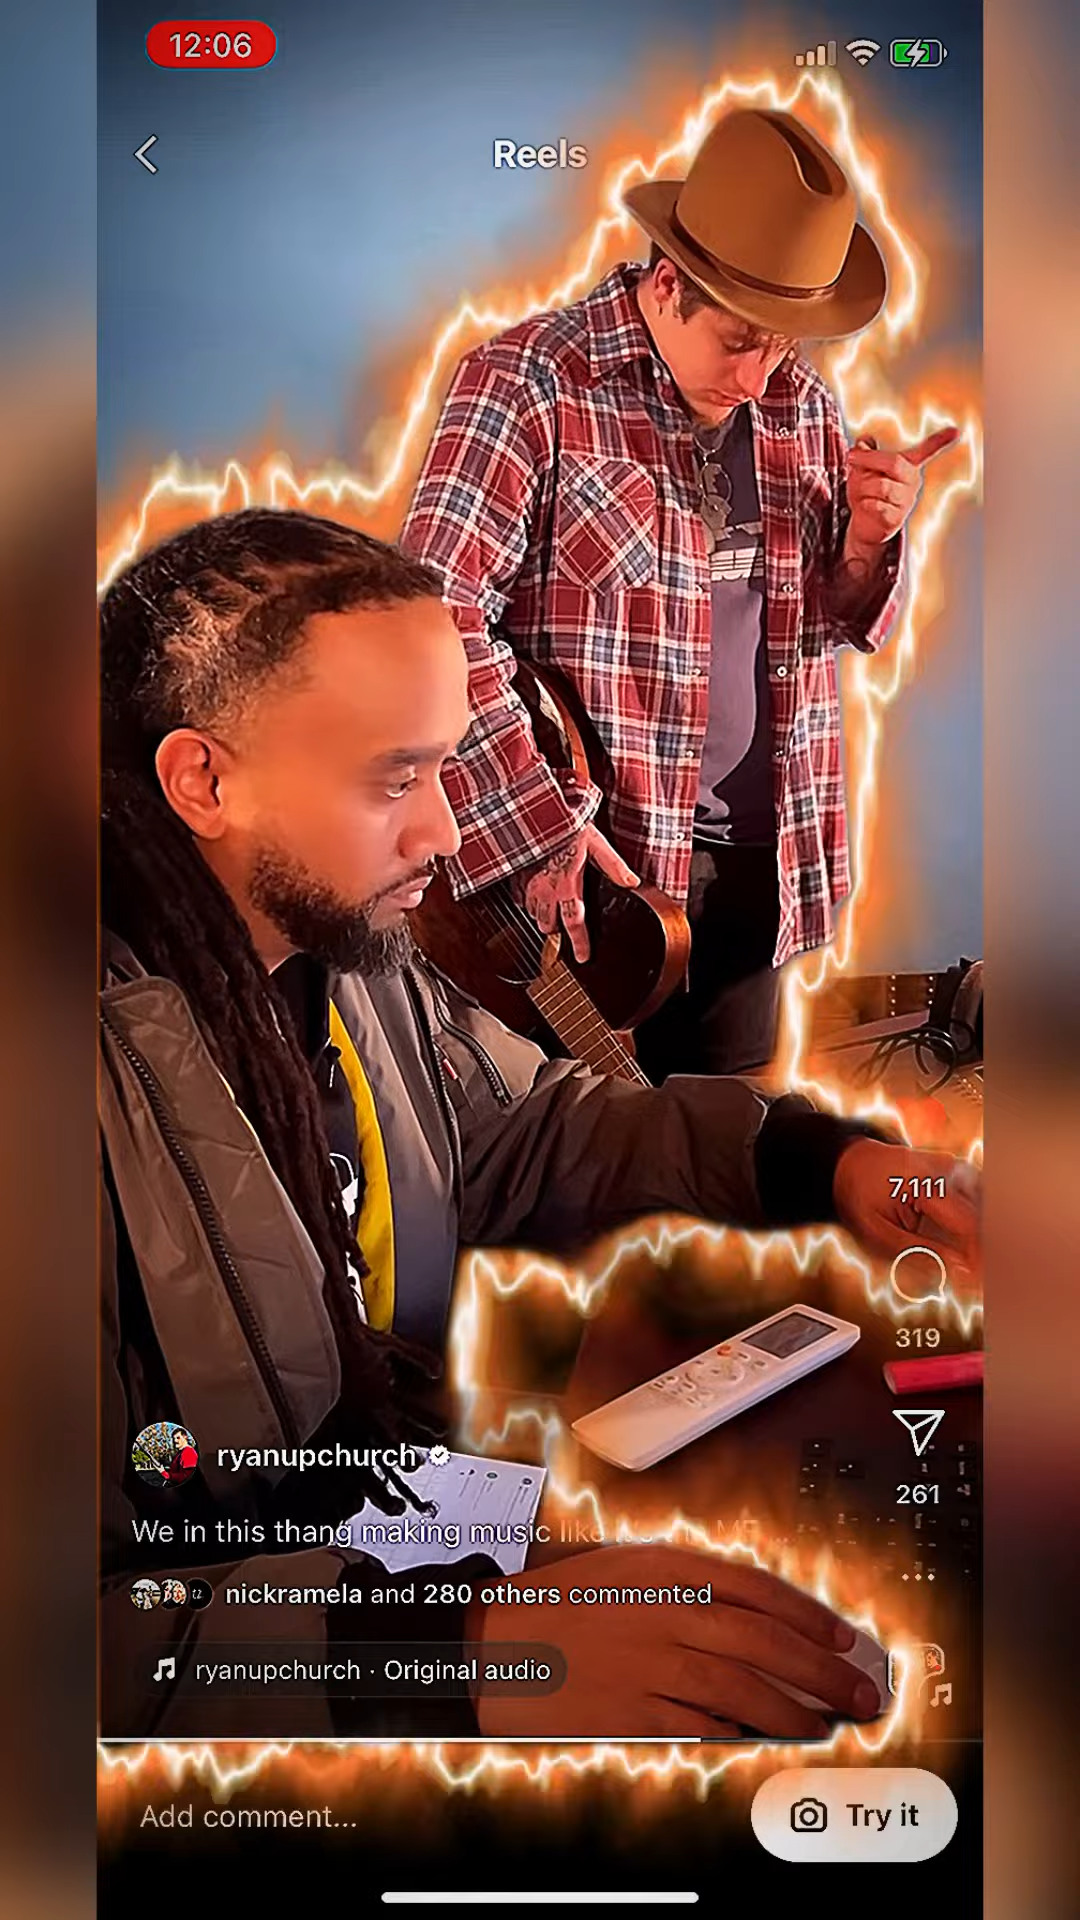 12:06
Reels
7,111
319
261
ryanupchurch
We in this thang making music like
nickramela and 280 others commented
ryanupchurch · Original audio
Add comment...
Try it